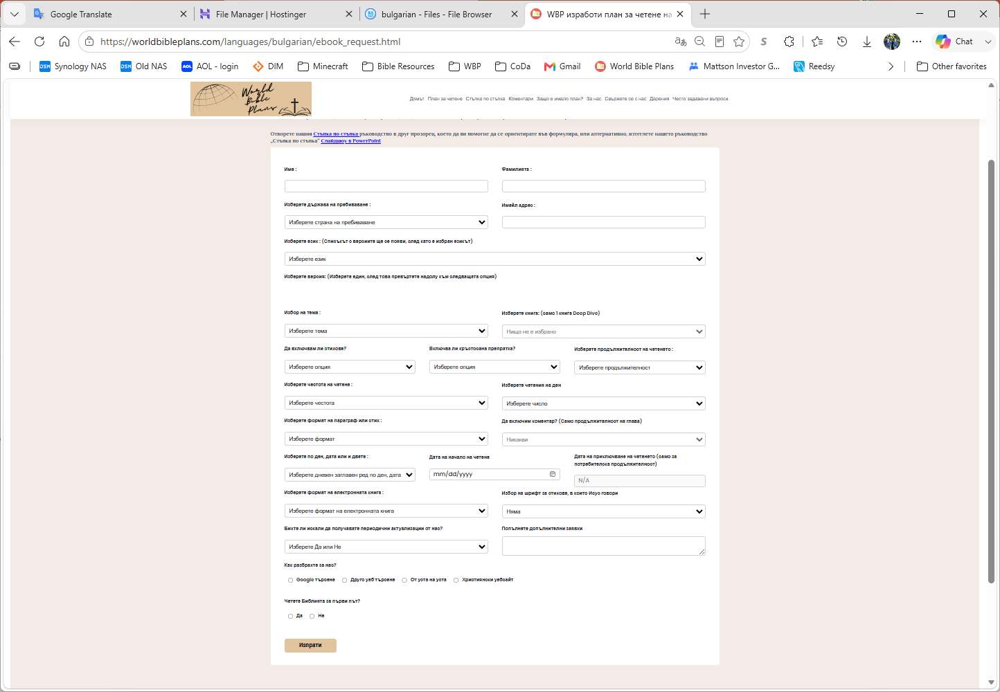 Google Translate
File Manager | Hostinger
bulgarian - Files - File Browser
WBP изработи план за четене на
https://worldbibleplans.com/languages/bulgarian/ebook_request.html
Chat
Synology NAS
Old NAS
AOL - login
DIM
Minecraft
Bible Resources
WBP
CoDa
Gmail
World Bible Plans
Mattson Investor G...
Reedsy
Other favorites
World Bible Plans
Домът План за четене Стъпка по стъпка Коментари Защо е имало план? За нас Свържете се с нас Дарения Често задавани въпроси
Отворете нашия Стъпка по стъпка ръководство в друг прозорец, което да ви помогне да се ориентирате във формуляра, или алтернативно, изтеглете нашето ръководство
„Стъпка по стъпка“ Слайдшоу в PowerPoint
Име :
Фамилията :
Изберете държава на пребиваване :
Имейл адрес :
Изберете страна на пребиваване
Изберете език : (Списъкът с версиите ще се появи, след като е избран езикът)
Изберете език
Изберете версия: (Изберете един, след това превъртете надолу към следващата опция)
Избор на тема :
Изберете книга: (само 1 книга Deep Dive)
Изберете тема
Нищо не е избрано
Да включвам ли стихове?
Включва ли кръстосана препратка?
Изберете продължителност на четенето :
Изберете опция
Изберете опция
Изберете продължителност
Изберете честота на четене :
Изберете четения на ден
Изберете честота
Изберете число
Изберете формат на параграф или стих :
Да включим коментар? (Само продължителност на глава)
Изберете формат
Никакви
Изберете по ден, дата или и двете :
Дата на начало на четене
Дата на приключване на четенето (само за
потребителска продължителност)
Изберете дневен заглавен ред по ден, дата
mm/dd/yyyy
N/A
Изберете формат на електронната книга :
Избор на шрифт за стихове, в които Исус говори
Изберете формат на електронната книга
Няма
Бихте ли искали да получавате периодични актуализации от нас?
Попълнете допълнителни заявки
Изберете Да или Не
Как разбрахте за нас?
Google търсене
Друго уеб търсене
От уста на уста
Християнски уебсайт
Четете Библията за първи път?
Да
Не
Изпрати